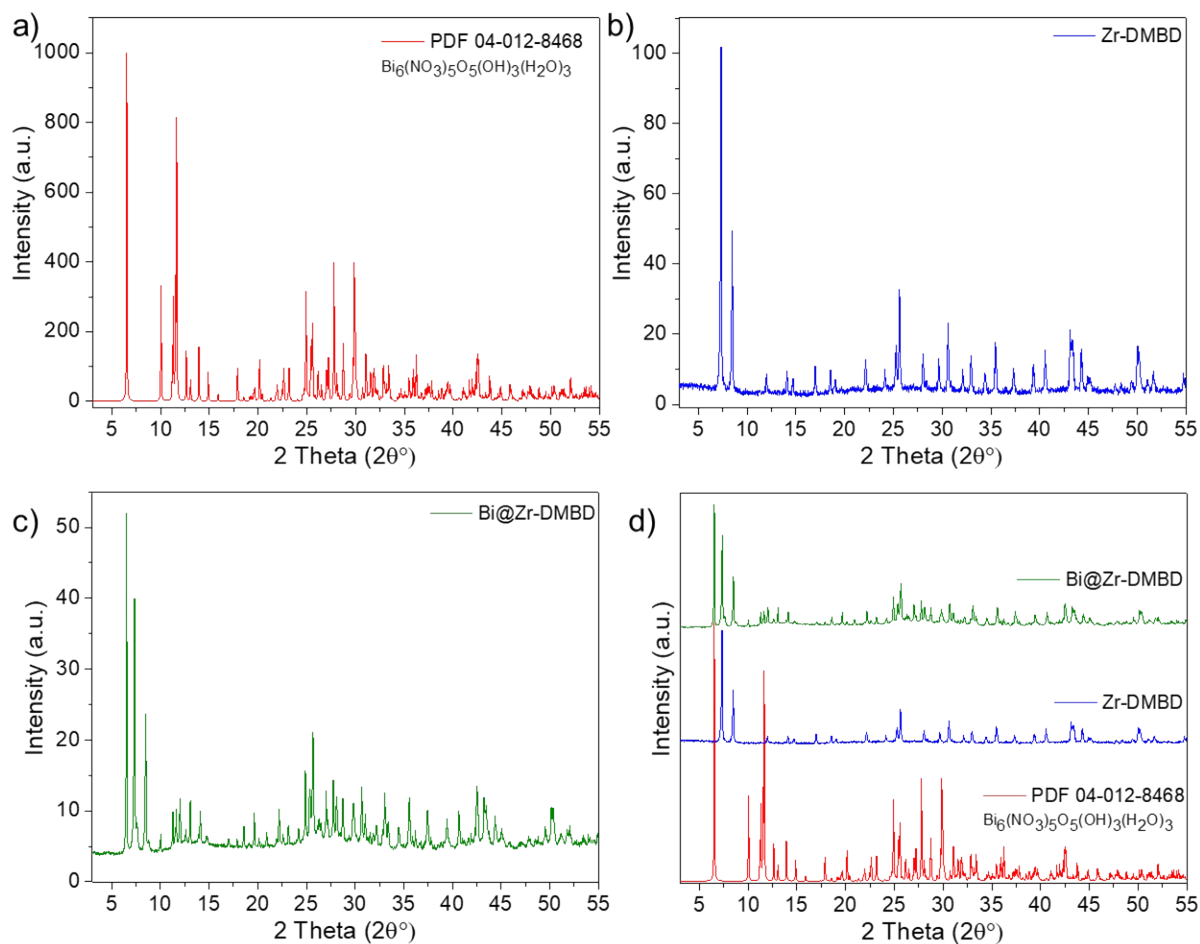 a)
PDF 04-012-8468
Bi6(NO3)5O5(OH)3(H2O)3
Intensity (a.u.)
1000
800
600
400
200
0
5 10 15 20 25 30 35 40 45 50 55
2 Theta (2θ°)
b)
Zr-DMBD
Intensity (a.u.)
100
80
60
40
20
0
5 10 15 20 25 30 35 40 45 50 55
2 Theta (2θ°)
c)
Bi@Zr-DMBD
Intensity (a.u.)
50
40
30
20
10
0
5 10 15 20 25 30 35 40 45 50 55
2 Theta (2θ°)
d)
Bi@Zr-DMBD
Zr-DMBD
PDF 04-012-8468
Bi6(NO3)5O5(OH)3(H2O)3
Intensity (a.u.)
5 10 15 20 25 30 35 40 45 50 55
2 Theta (2θ°)